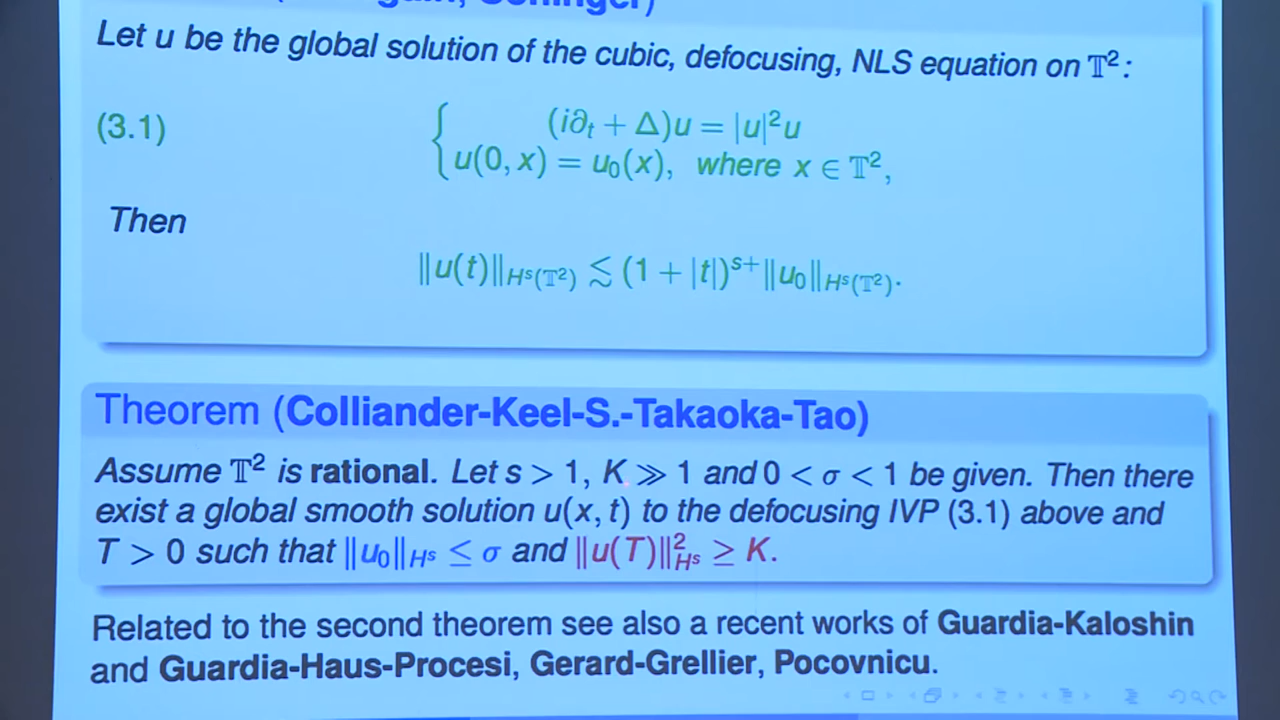 Let u be the global solution of the cubic, defocusing, NLS equation on 𝕋²:
(3.1)
(i∂ₜ + Δ)u = |u|²u
u(0, x) = u₀(x), where x ∈ 𝕋²,
Then
‖u(t)‖_{Hˢ(𝕋²)} ≲ (1 + |t|)^{s+}‖u₀‖_{Hˢ(𝕋²)}.
Theorem (Colliander-Keel-S.-Takaoka-Tao)
Assume 𝕋² is rational. Let s > 1, K ≫ 1 and 0 < σ < 1 be given. Then there
exist a global smooth solution u(x, t) to the defocusing IVP (3.1) above and
T > 0 such that ‖u₀‖_{Hˢ} ≤ σ and ‖u(T)‖²_{Hˢ} ≥ K.
Related to the second theorem see also a recent works of Guardia-Kaloshin
and Guardia-Haus-Procesi, Gerard-Grellier, Pocovnicu.